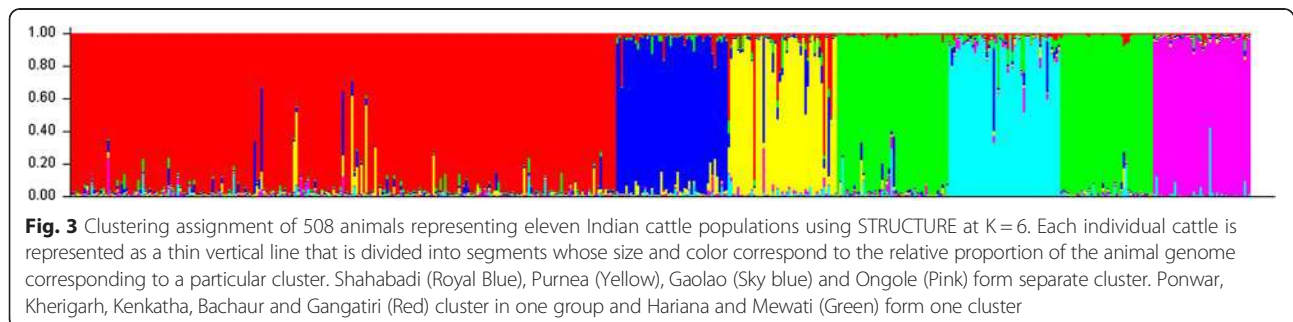 1.00
0.80
0.60
0.40
0.20
0.00
Fig. 3 Clustering assignment of 508 animals representing eleven Indian cattle populations using STRUCTURE at K = 6. Each individual cattle is
represented as a thin vertical line that is divided into segments whose size and color correspond to the relative proportion of the animal genome
corresponding to a particular cluster. Shahabadi (Royal Blue), Purnea (Yellow), Gaolao (Sky blue) and Ongole (Pink) form separate cluster. Ponwar,
Kherigarh, Kenkatha, Bachaur and Gangatiri (Red) cluster in one group and Hariana and Mewati (Green) form one cluster